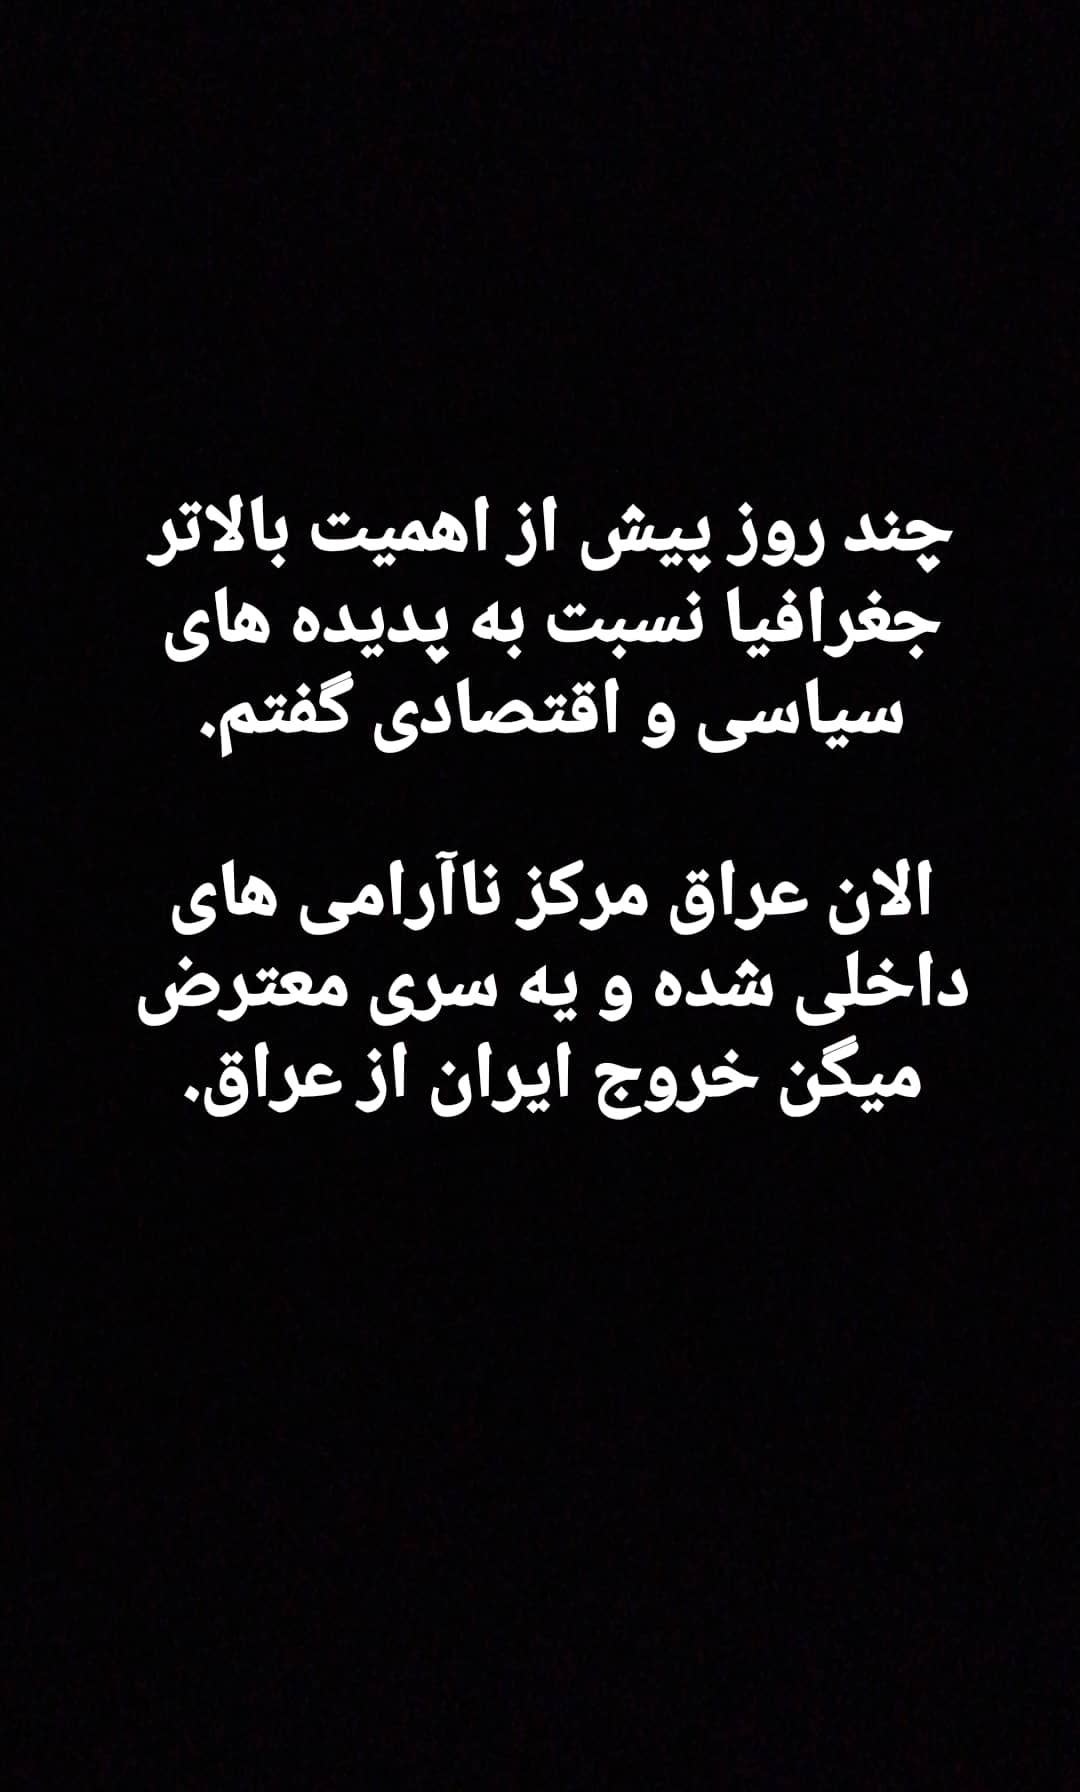 چند روز پیش از اهمیت بالاتر
جغرافیا نسبت به پدیده های
سیاسی و اقتصادی گفتم.
الان عراق مرکز ناآرامی های
داخلی شده و یه سری معترض
میگن خروج ایران از عراق.